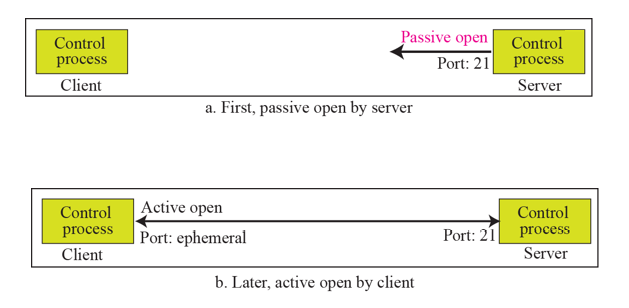 Control
process
Client
Passive open
Port: 21
Control
process
Server
a. First, passive open by server
Control
process
Client
Active open
Port: ephemeral
Port: 21
Control
process
Server
b. Later, active open by client